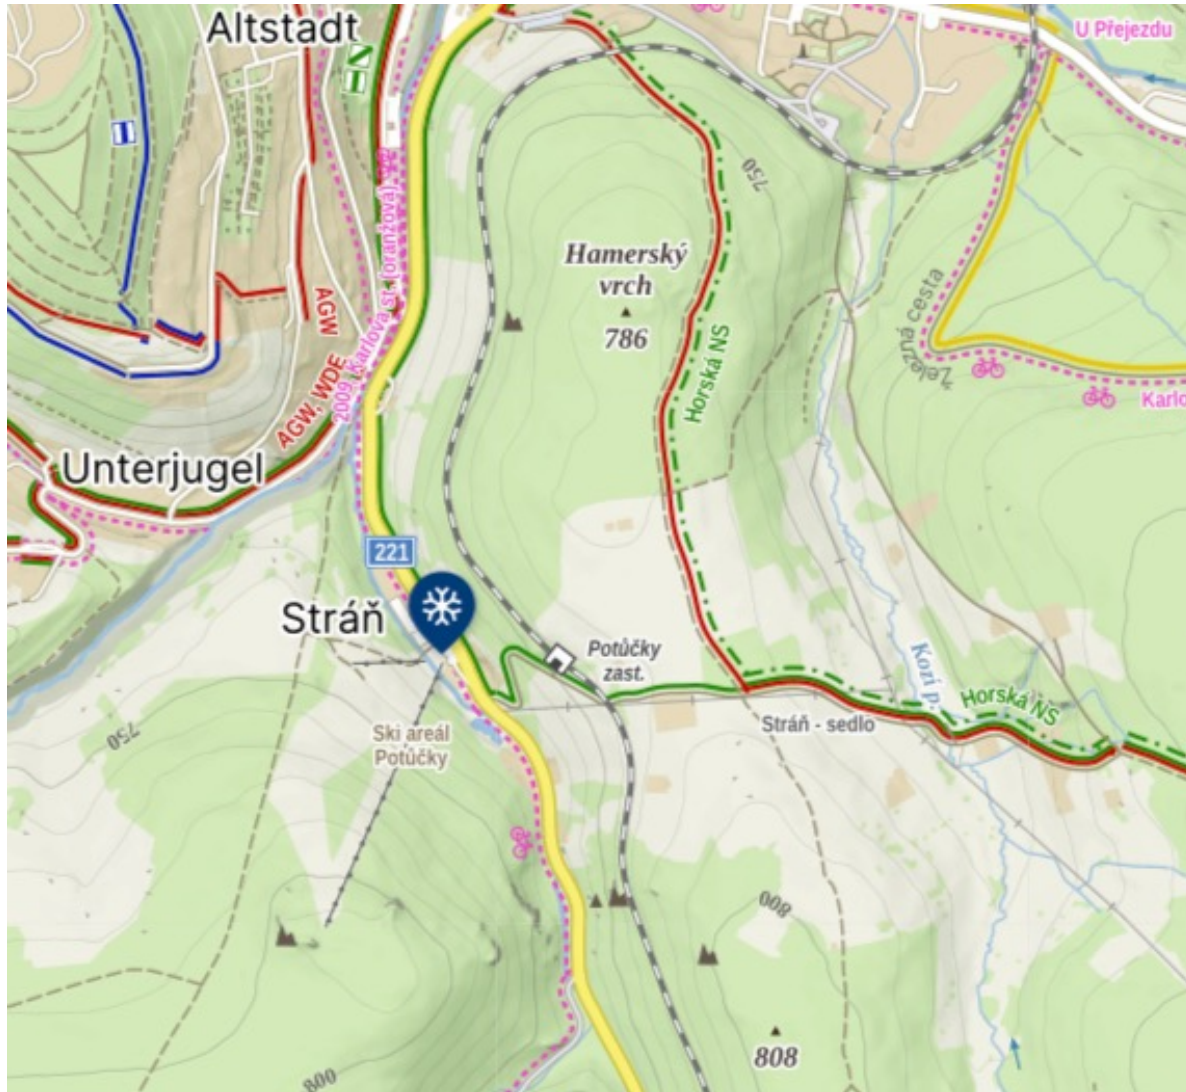 Altstadt
U Přejezdu
750
2009 Karlova st. (oranžová)
Hamerský
vrch
786
Železná cesta
AGW
Horská NS
AGW, WDE
Karlo
Unterjugel
221
Stráň
Potůčky
zast.
Kozí p.
Horská NS
Stráň - sedlo
750
Ski areál
Potůčky
800
808
800